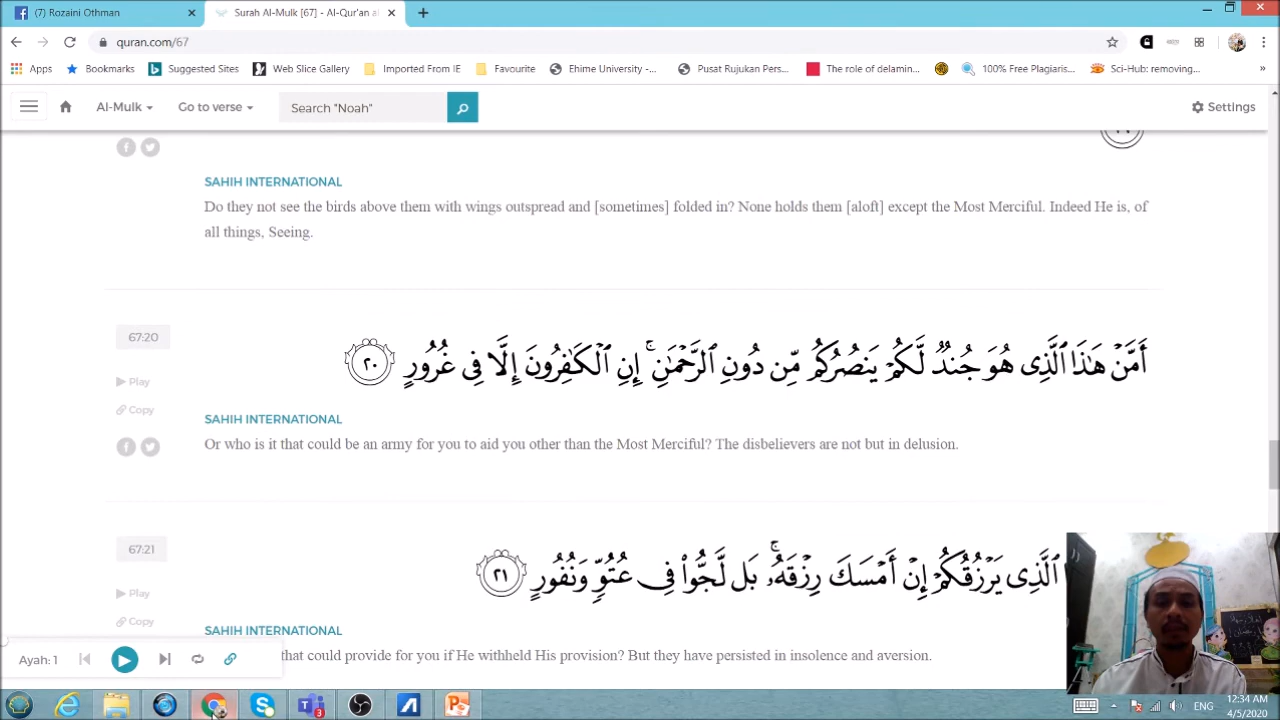 (7) Rozaini Othman
Surah Al-Mulk [67] - Al-Qur'an al
quran.com/67
Apps
Bookmarks
Suggested Sites
Web Slice Gallery
Imported From IE
Favourite
Ehime University -...
Pusat Rujukan Pers...
The role of delamin...
100% Free Plagiaris...
Sci-Hub: removing...
Al-Mulk
Go to verse
Search "Noah"
Settings
SAHIH INTERNATIONAL
Do they not see the birds above them with wings outspread and [sometimes] folded in? None holds them [aloft] except the Most Merciful. Indeed He is, of
all things, Seeing.
67:20
أَمَّنْ هَـٰذَا ٱلَّذِى هُوَ جُندٌ لَّكُمْ يَنصُرُكُم مِّن دُونِ ٱلرَّحْمَـٰنِ ۚ إِنِ ٱلْكَـٰفِرُونَ إِلَّا فِى غُرُورٍ ٢٠
Play
Copy
SAHIH INTERNATIONAL
Or who is it that could be an army for you to aid you other than the Most Merciful? The disbelievers are not but in delusion.
67:21
ٱلَّذِى يَرْزُقُكُمْ إِنْ أَمْسَكَ رِزْقَهُۥ ۚ بَل لَّجُّوا۟ فِى عُتُوٍّ وَنُفُورٍ ٢١
Play
Copy
SAHIH INTERNATIONAL
that could provide for you if He withheld His provision? But they have persisted in insolence and aversion.
Ayah: 1
ENG
12:34 AM
4/5/2020